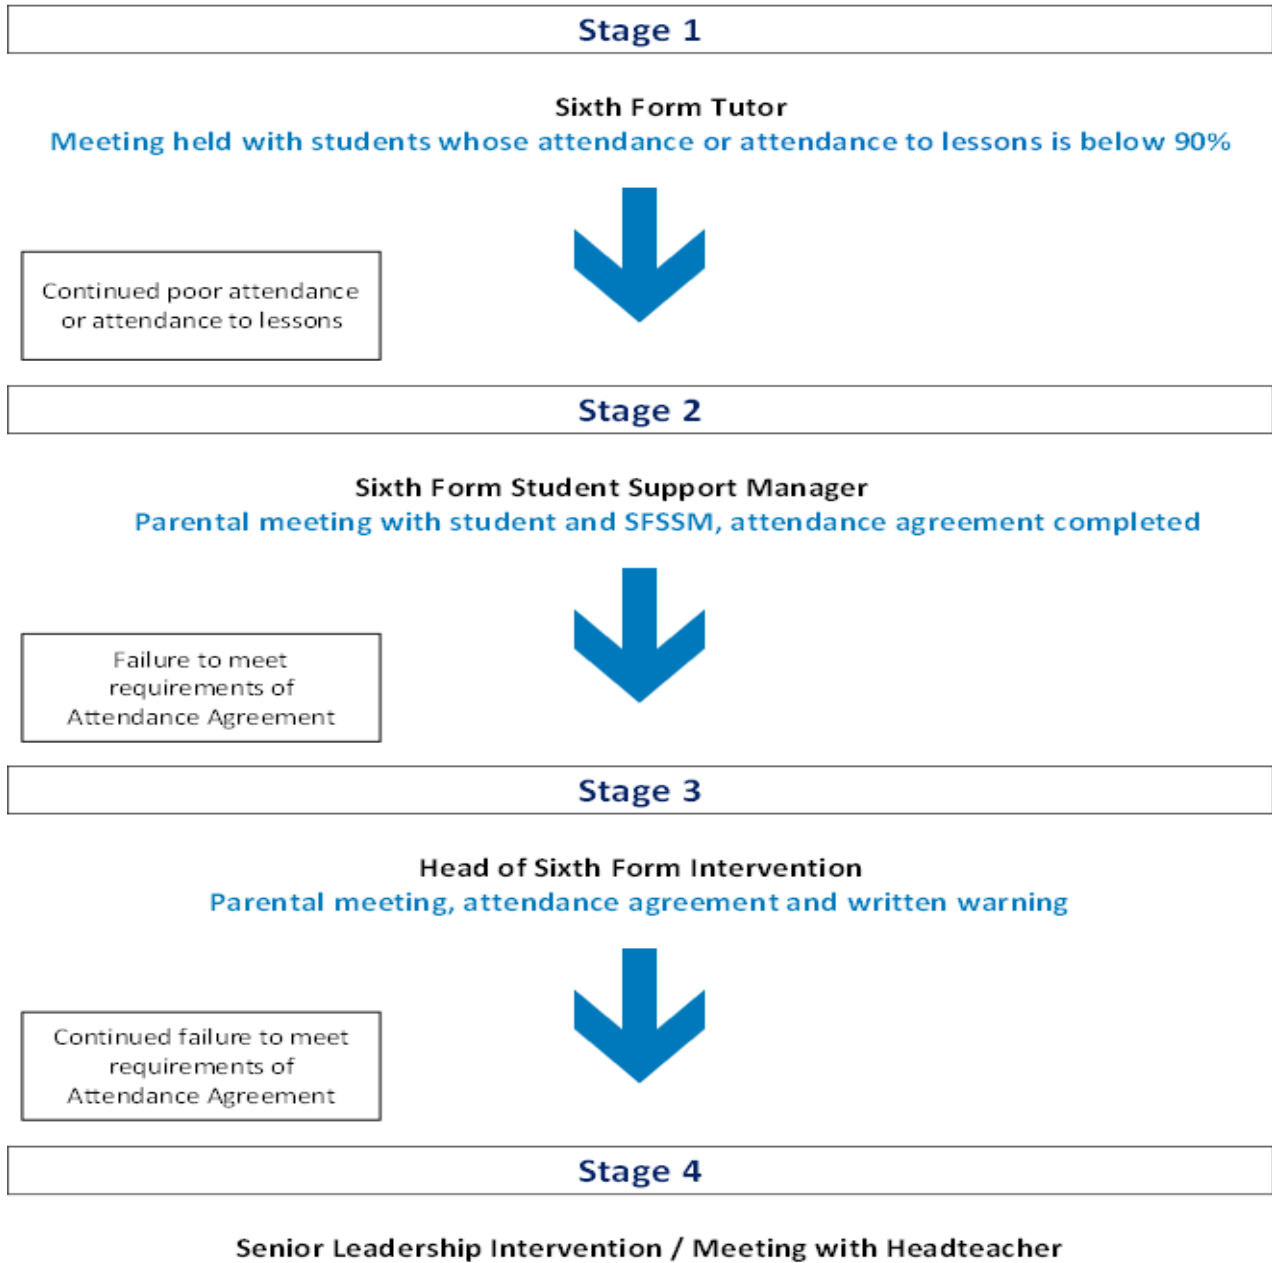 Stage 1
Sixth Form Tutor
Meeting held with students whose attendance or attendance to lessons is below 90%
Continued poor attendance
or attendance to lessons
Stage 2
Sixth Form Student Support Manager
Parental meeting with student and SFSSM, attendance agreement completed
Failure to meet
requirements of
Attendance Agreement
Stage 3
Head of Sixth Form Intervention
Parental meeting, attendance agreement and written warning
Continued failure to meet
requirements of
Attendance Agreement
Stage 4
Senior Leadership Intervention / Meeting with Headteacher